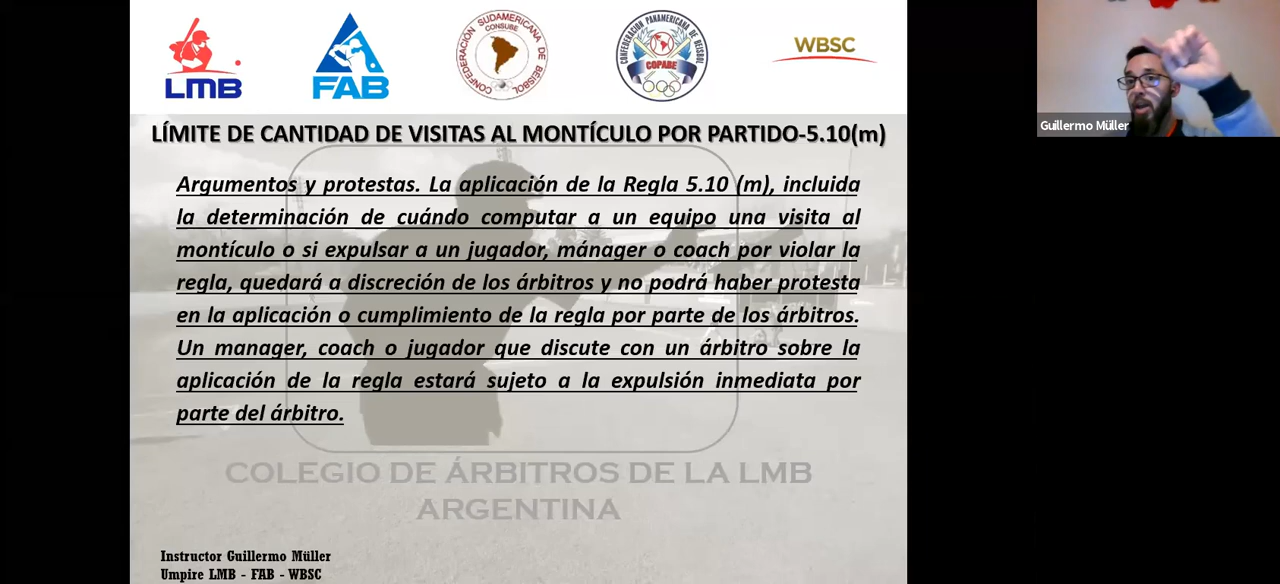 LMB
FAB
CONFEDERACIÓN SUDAMERICANA DE BEISBOL
CONSUBE
CONFEDERACION PANAMERICANA DE BEISBOL
COPABE
WBSC
Guillermo Müller
LÍMITE DE CANTIDAD DE VISITAS AL MONTÍCULO POR PARTIDO-5.10(m)
Argumentos y protestas. La aplicación de la Regla 5.10 (m), incluida
la determinación de cuándo computar a un equipo una visita al
montículo o si expulsar a un jugador, mánager o coach por violar la
regla, quedará a discreción de los árbitros y no podrá haber protesta
en la aplicación o cumplimiento de la regla por parte de los árbitros.
Un manager, coach o jugador que discute con un árbitro sobre la
aplicación de la regla estará sujeto a la expulsión inmediata por
parte del árbitro.
COLEGIO DE ÁRBITROS DE LA LMB
ARGENTINA
Instructor Guillermo Müller
Umpire LMB - FAB - WBSC